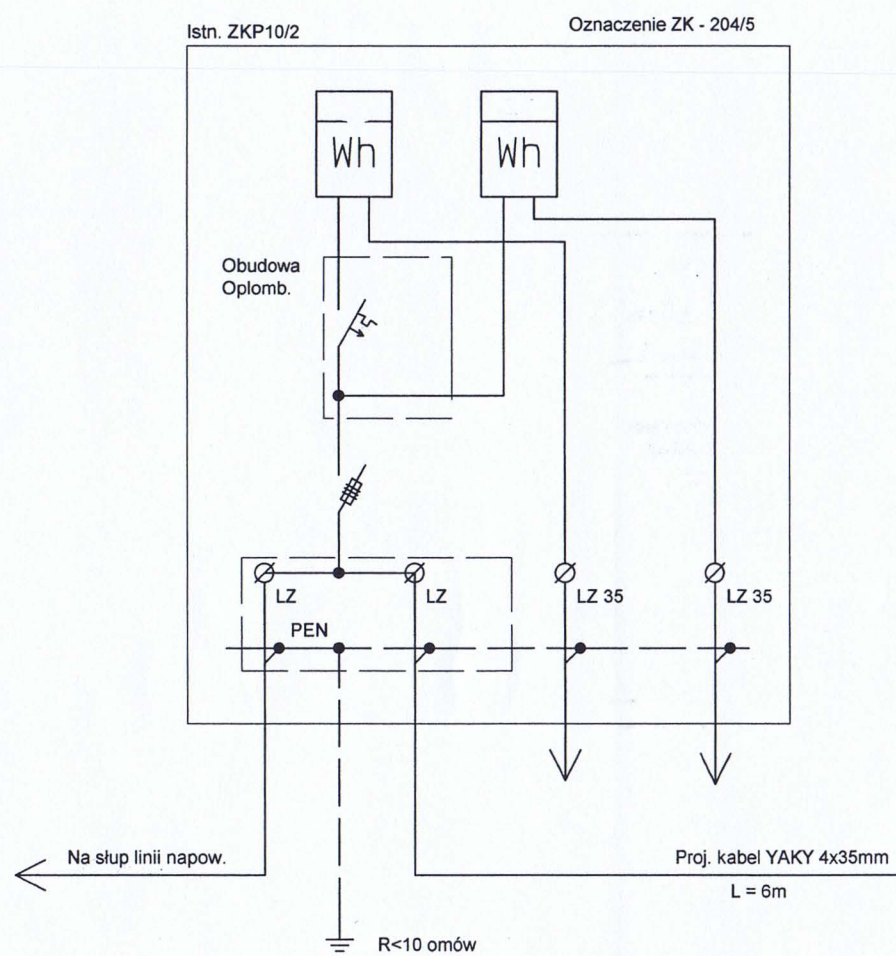 Istn. ZKP10/2
Oznaczenie ZK - 204/5
Wh
Wh
Obudowa
Oplomb.
LZ
LZ
LZ 35
LZ 35
PEN
Na słup linii napow.
Proj. kabel YAKY 4x35mm
L = 6m
R<10 omów